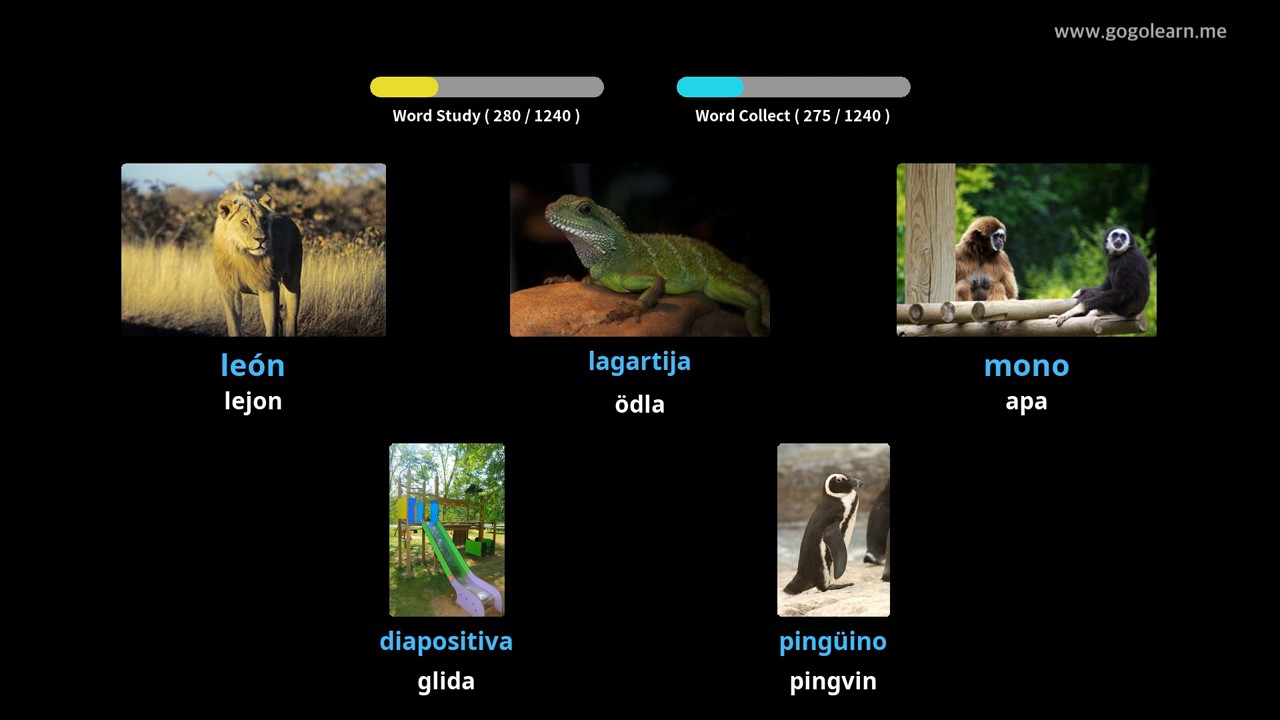 www.gogolearn.me
Word Study ( 280 / 1240 )
Word Collect ( 275 / 1240 )
león
lejon
lagartija
ödla
mono
apa
diapositiva
glida
pingüino
pingvin